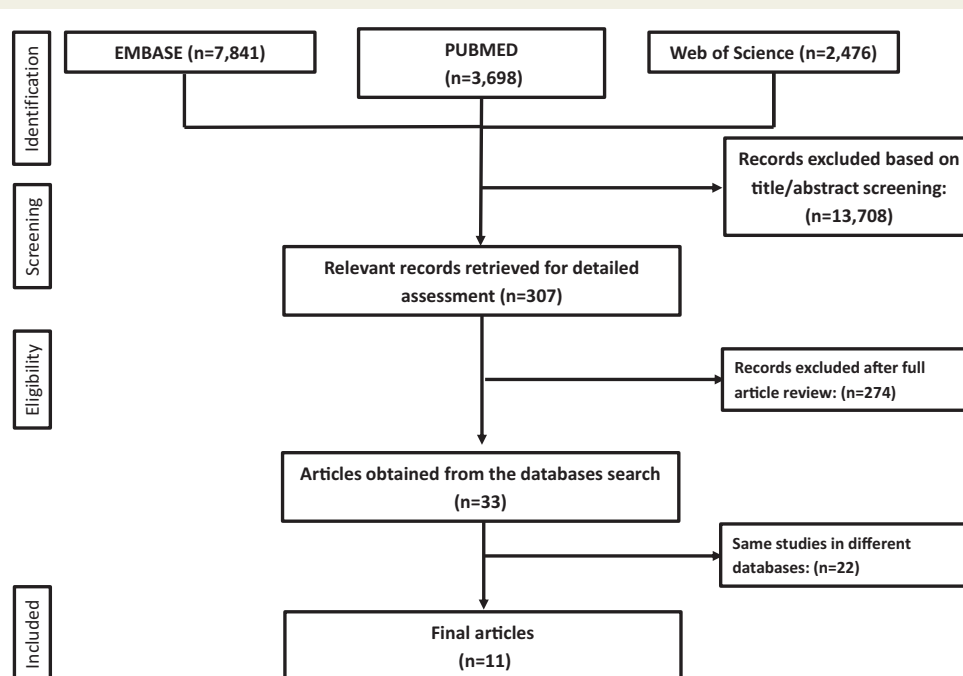 Identification
EMBASE (n=7,841)
PUBMED
(n=3,698)
Web of Science (n=2,476)
Records excluded based on
title/abstract screening:
(n=13,708)
Screening
Relevant records retrieved for detailed
assessment (n=307)
Eligibility
Records excluded after full
article review: (n=274)
Articles obtained from the databases search
(n=33)
Same studies in different
databases: (n=22)
Included
Final articles
(n=11)